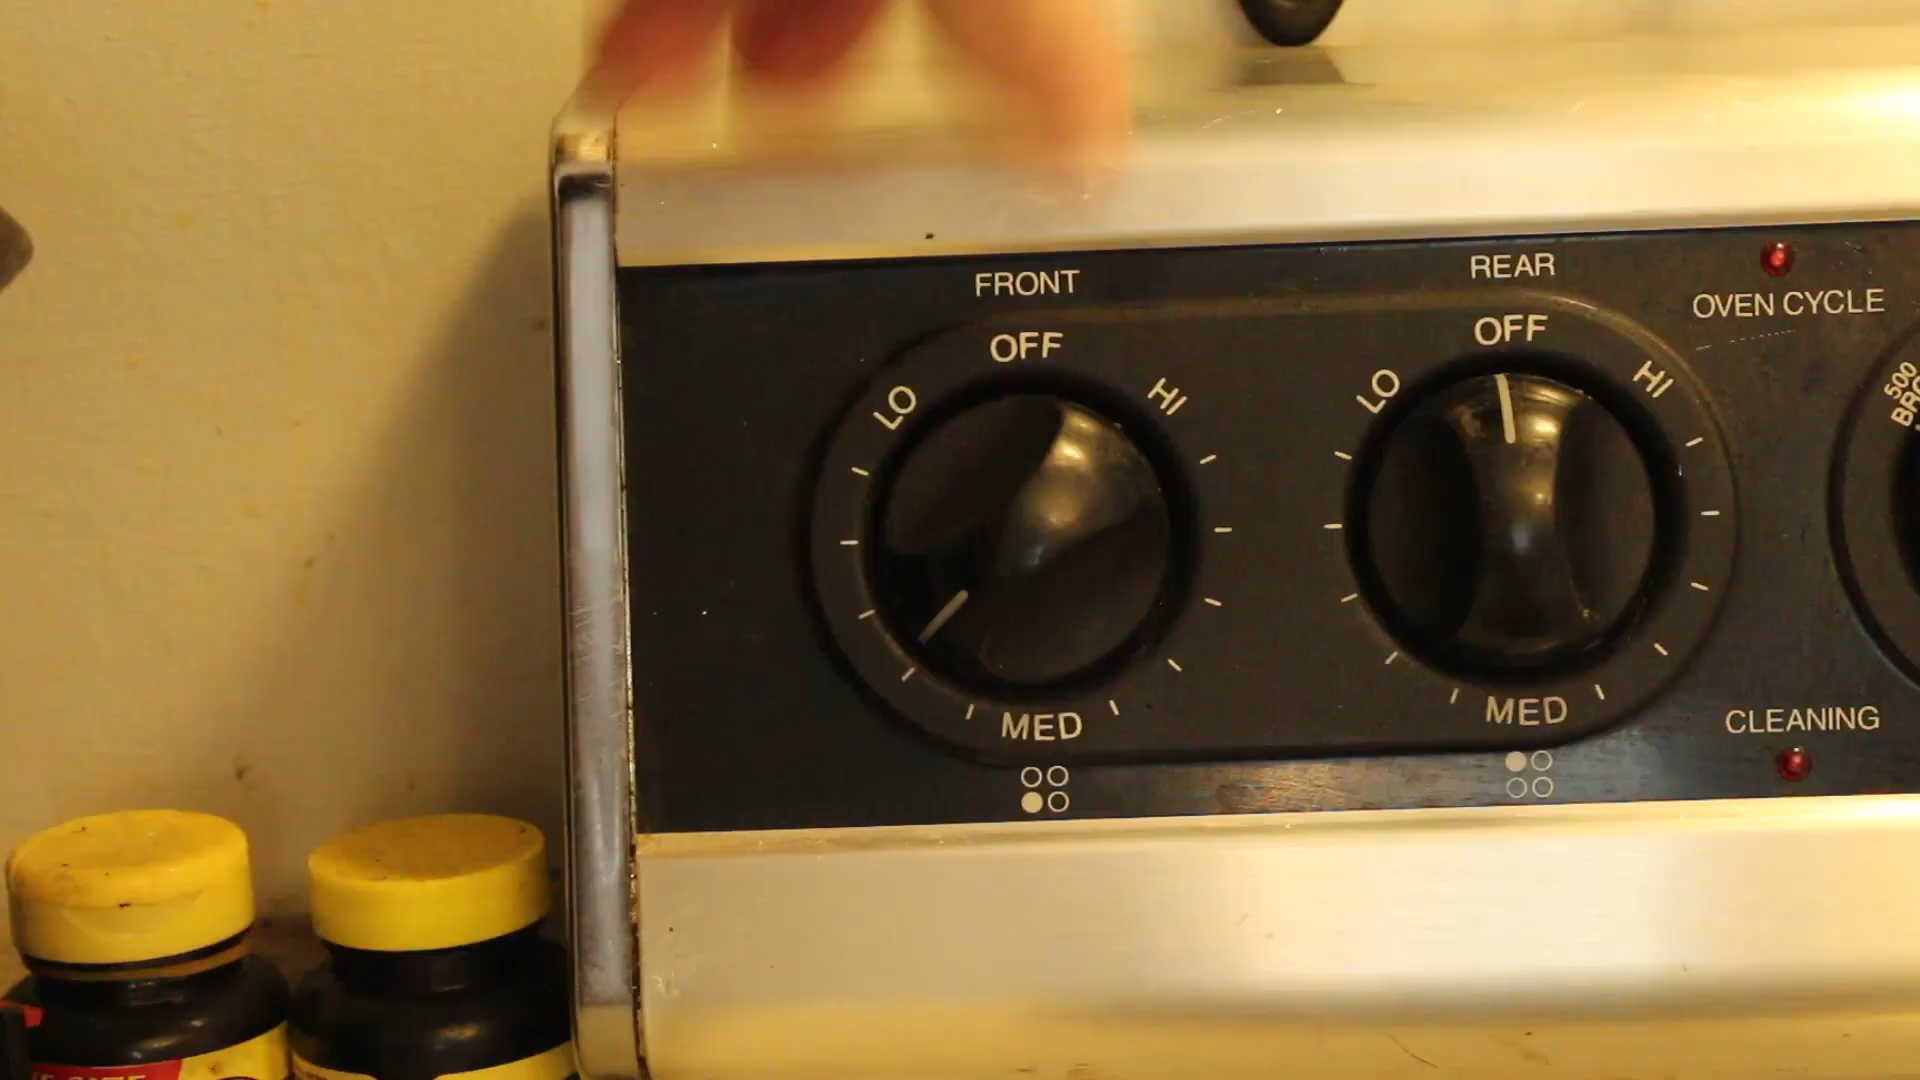 FRONT
REAR
OVEN CYCLE
OFF
OFF
LO
HI
LO
HI
500
MED
MED
CLEANING